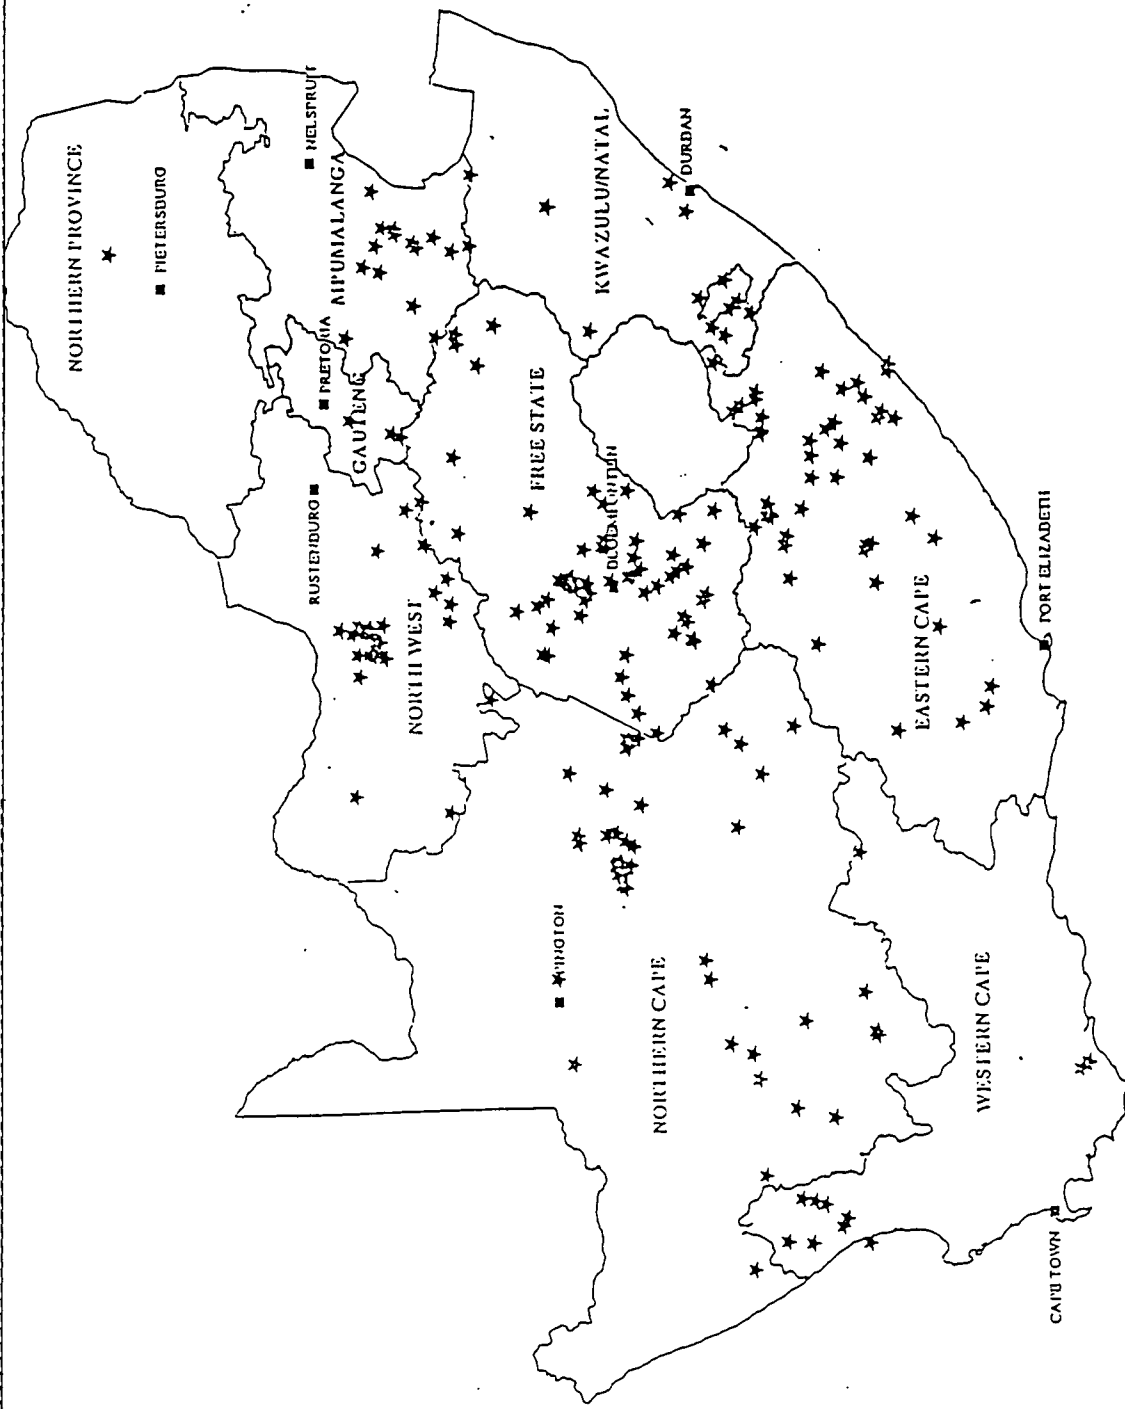 NORTHERN PROVINCE
PIETERSBURG
NELSPRUIT
MPUMALANGA
PRETORIA
GAUTENG
RUSTENBURG
NORTH WEST
FREE STATE
KWAZULU/NATAL
DURBAN
UPINGTON
NORTHERN CAPE
EASTERN CAPE
PORT ELIZABETH
WESTERN CAPE
CAPE TOWN